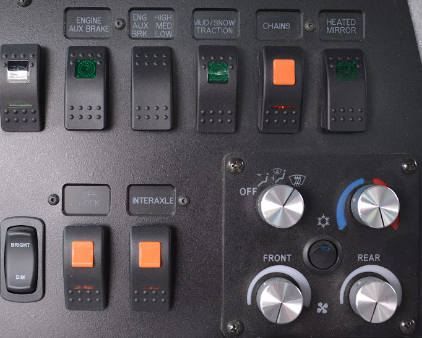 ENGINE
AUX BRAKE
ENG HIGH
AUX MED
BRK LOW
MUD/SNOW
TRACTION
CHAINS
HEATED
MIRROR
OFF
LOCK
INTERAXLE
BRIGHT
DIM
FRONT
REAR